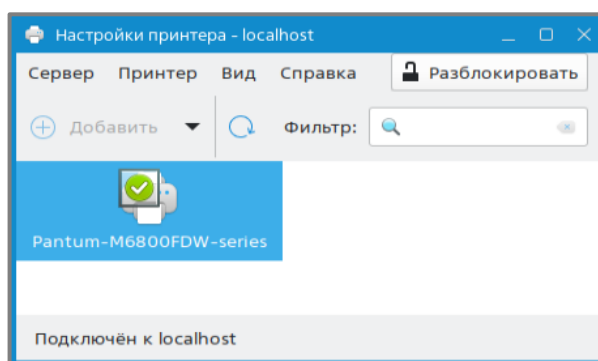 Настройки принтера - localhost
Сервер Принтер Вид Справка Разблокировать
Добавить Фильтр:
Pantum-M6800FDW-series
Подключён к localhost